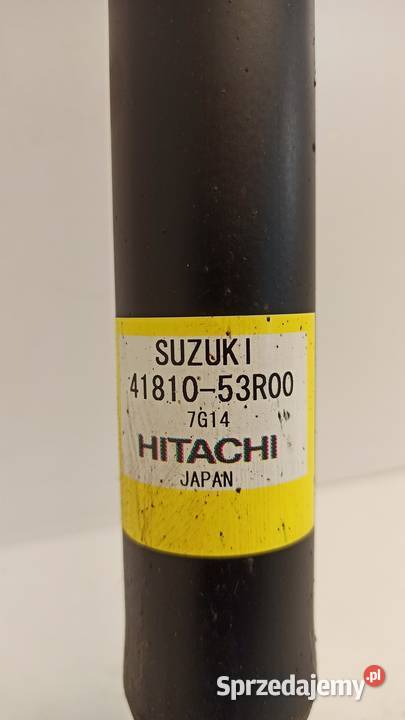 SUZUKI
41810-53R00
7G14
HITACHI
JAPAN
Sprzedajemy.pl